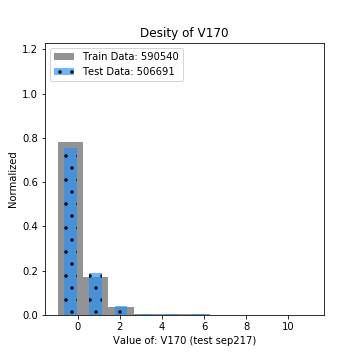 Desity of V170
Train Data: 590540
Test Data: 506691
Normalized
1.2
1.0
0.8
0.6
0.4
0.2
0.0
0 2 4 6 8 10
Value of: V170 (test sep217)